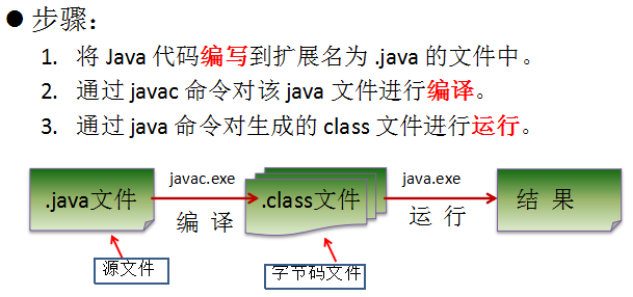 ● 步骤：
1. 将 Java 代码编写到扩展名为 .java 的文件中。
2. 通过 javac 命令对该 java 文件进行编译。
3. 通过 java 命令对生成的 class 文件进行运行。
javac.exe java.exe
.java文件 .class文件 结 果
编 译 运 行
源文件 字节码文件